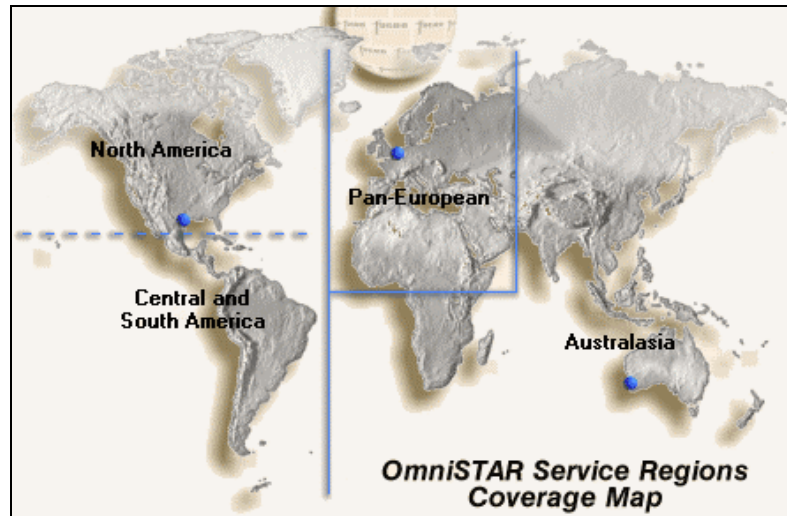 North America
Pan-European
Central and
South America
Australasia
OmniSTAR Service Regions
Coverage Map